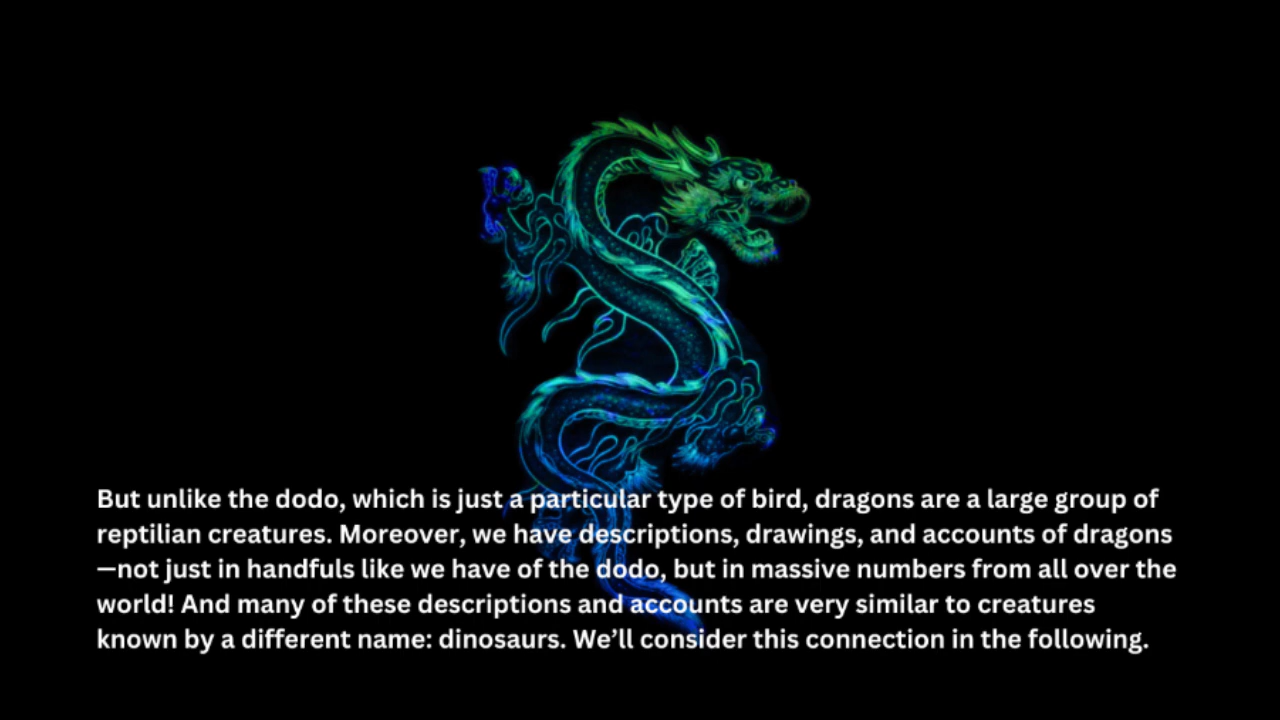 But unlike the dodo, which is just a particular type of bird, dragons are a large group of
reptilian creatures. Moreover, we have descriptions, drawings, and accounts of dragons
—not just in handfuls like we have of the dodo, but in massive numbers from all over the
world! And many of these descriptions and accounts are very similar to creatures
known by a different name: dinosaurs. We’ll consider this connection in the following.